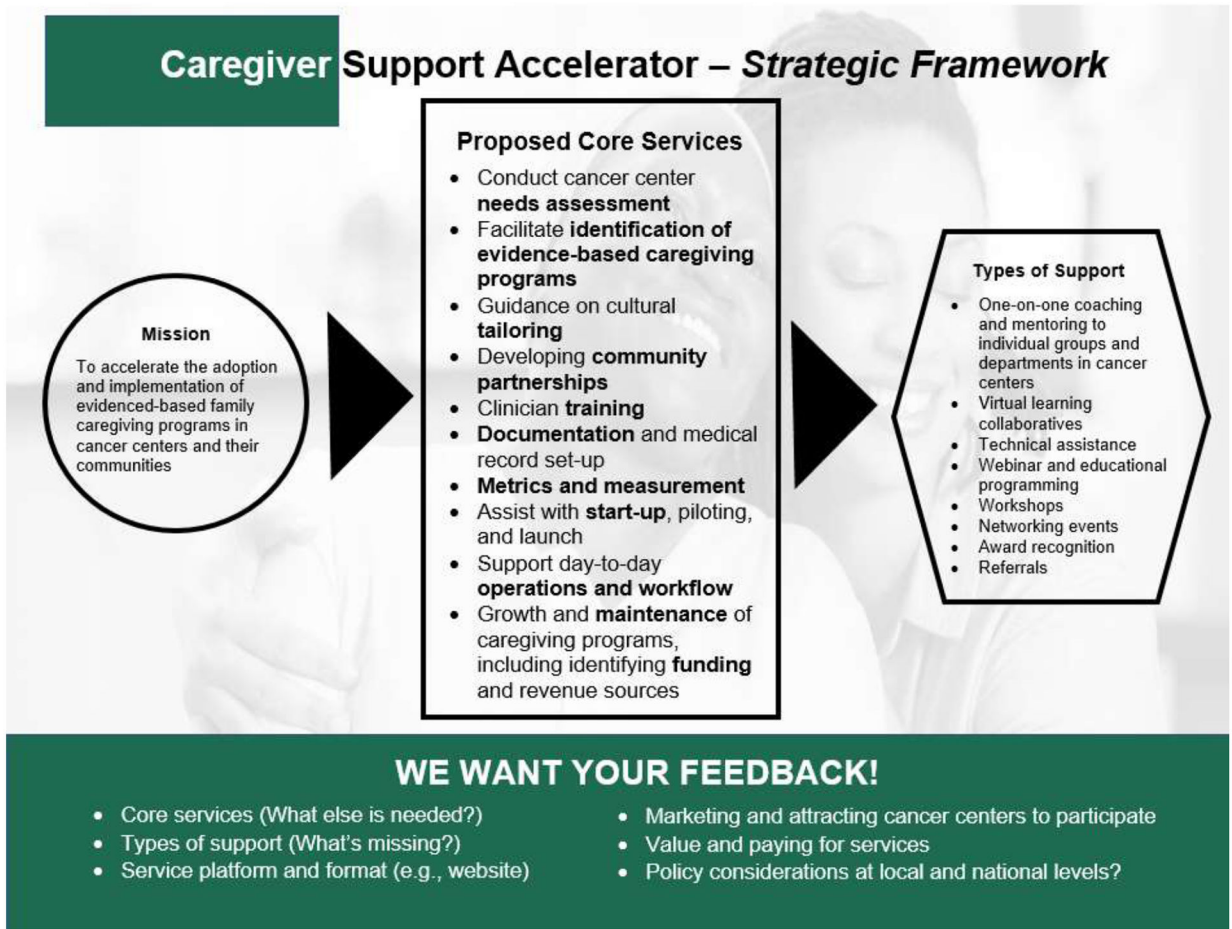 Caregiver Support Accelerator – Strategic Framework
Mission
To accelerate the adoption
and implementation of
evidenced-based family
caregiving programs in
cancer centers and their
communities
Proposed Core Services
• Conduct cancer center
needs assessment
• Facilitate identification of
evidence-based caregiving
programs
• Guidance on cultural
tailoring
• Developing community
partnerships
• Clinician training
• Documentation and medical
record set-up
• Metrics and measurement
• Assist with start-up, piloting,
and launch
• Support day-to-day
operations and workflow
• Growth and maintenance of
caregiving programs,
including identifying funding
and revenue sources
Types of Support
• One-on-one coaching
and mentoring to
individual groups and
departments in cancer
centers
• Virtual learning
collaboratives
• Technical assistance
• Webinar and educational
programming
• Workshops
• Networking events
• Award recognition
• Referrals
WE WANT YOUR FEEDBACK!
• Core services (What else is needed?)
• Types of support (What's missing?)
• Service platform and format (e.g., website)
• Marketing and attracting cancer centers to participate
• Value and paying for services
• Policy considerations at local and national levels?